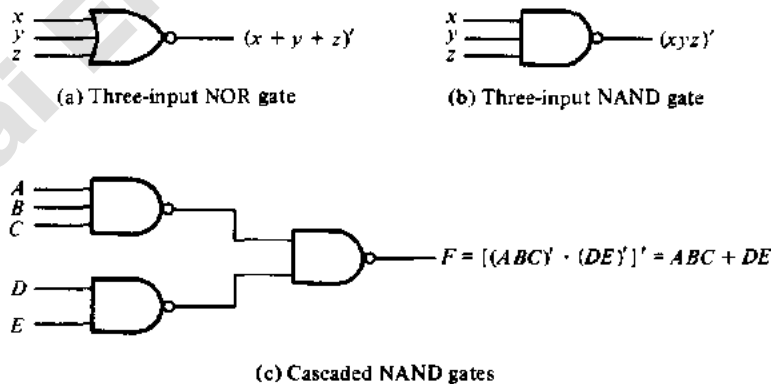 x
y
z
(x + y + z)′
(a) Three-input NOR gate
x
y
z
(xyz)′
(b) Three-input NAND gate
A
B
C
D
E
F = [(ABC)′ · (DE)′]′ = ABC + DE
(c) Cascaded NAND gates